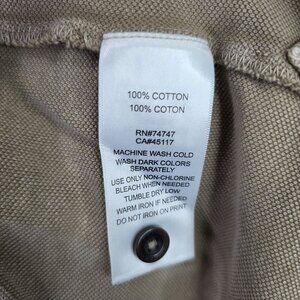 100% COTTON
100% COTON
RN#74747
CA#45117
MACHINE WASH COLD
WASH DARK COLORS
SEPARATELY
USE ONLY NON-CHLORINE
BLEACH WHEN NEEDED
TUMBLE DRY LOW
WARM IRON IF NEEDED
DO NOT IRON ON PRINT